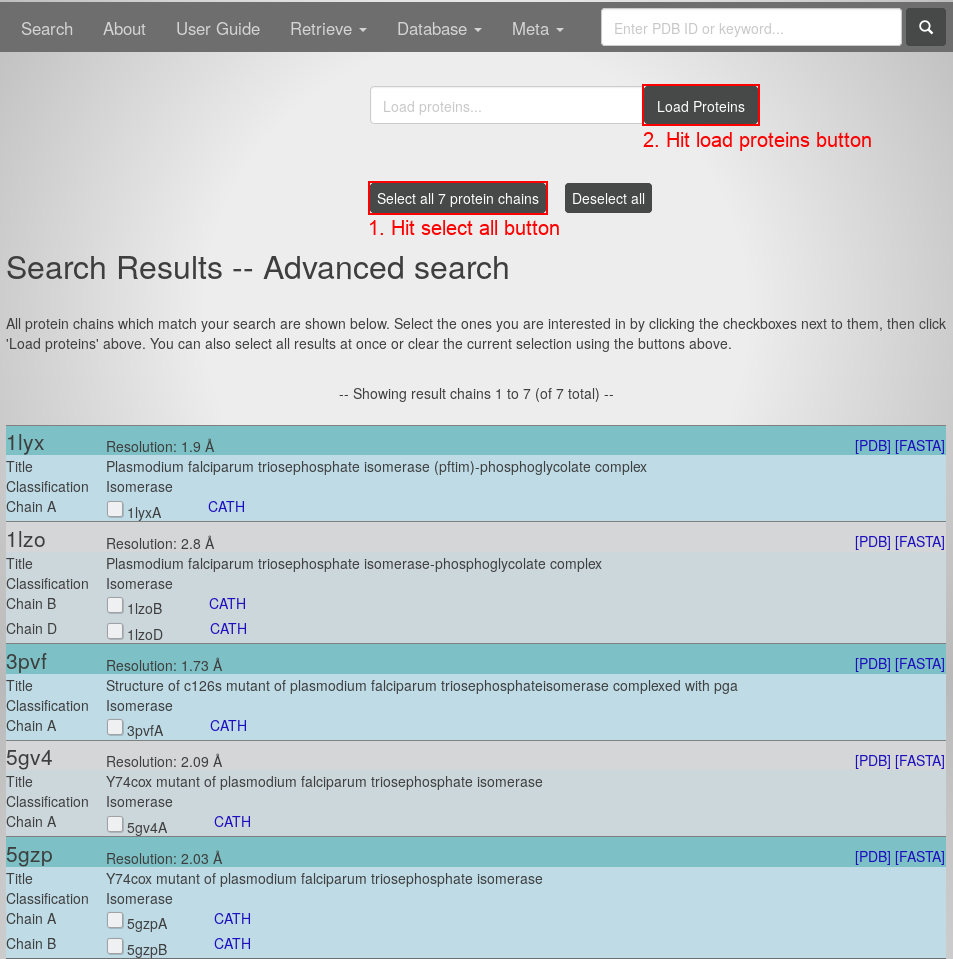 Search About User Guide Retrieve Database Meta Enter PDB ID or keyword...
Load proteins... Load Proteins
2. Hit load proteins button
Select all 7 protein chains Deselect all
1. Hit select all button
Search Results -- Advanced search
All protein chains which match your search are shown below. Select the ones you are interested in by clicking the checkboxes next to them, then click
'Load proteins' above. You can also select all results at once or clear the current selection using the buttons above.
-- Showing result chains 1 to 7 (of 7 total) --
1lyx Resolution: 1.9 Å [PDB] [FASTA]
Title Plasmodium falciparum triosephosphate isomerase (pftim)-phosphoglycolate complex
Classification Isomerase
Chain A 1lyxA CATH
1lzo Resolution: 2.8 Å [PDB] [FASTA]
Title Plasmodium falciparum triosephosphate isomerase-phosphoglycolate complex
Classification Isomerase
Chain B 1lzoB CATH
Chain D 1lzoD CATH
3pvf Resolution: 1.73 Å [PDB] [FASTA]
Title Structure of c126s mutant of plasmodium falciparum triosephosphateisomerase complexed with pga
Classification Isomerase
Chain A 3pvfA CATH
5gv4 Resolution: 2.09 Å [PDB] [FASTA]
Title Y74cox mutant of plasmodium falciparum triosephosphate isomerase
Classification Isomerase
Chain A 5gv4A CATH
5gzp Resolution: 2.03 Å [PDB] [FASTA]
Title Y74cox mutant of plasmodium falciparum triosephosphate isomerase
Classification Isomerase
Chain A 5gzpA CATH
Chain B 5gzpB CATH